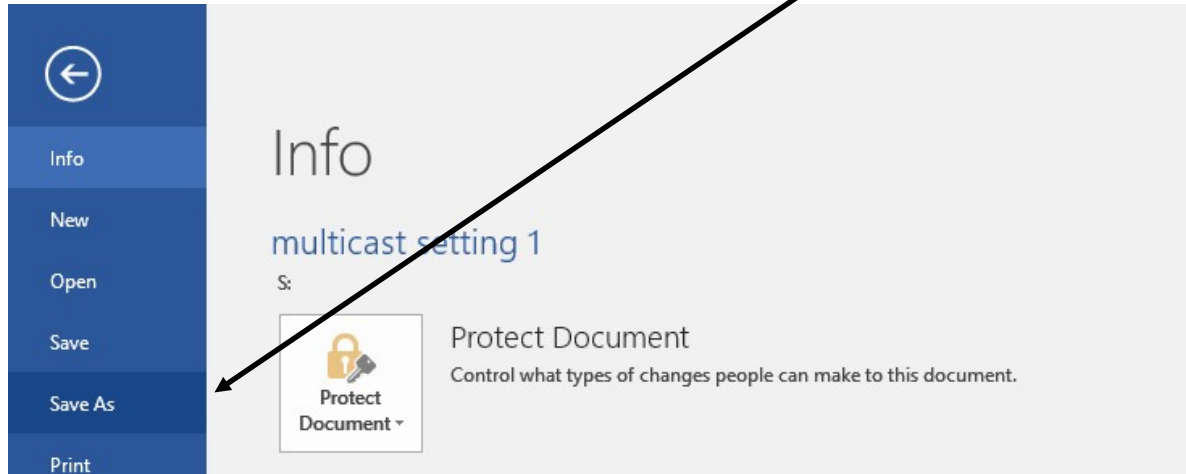 Info
New
Open
Save
Save As
Print
Info
multicast setting 1
S:
Protect
Document
Protect Document
Control what types of changes people can make to this document.